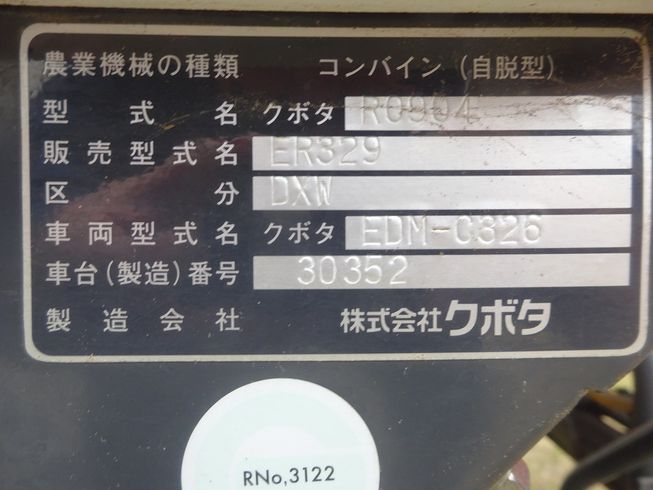 農業機械の種類 コンバイン（自脱型）
型式名 クボタ R0904
販売型式名 ER329
区分 DXW
車両型式名 クボタ EDM-C326
車台（製造）番号 30352
製造会社 株式会社クボタ
RNo,3122